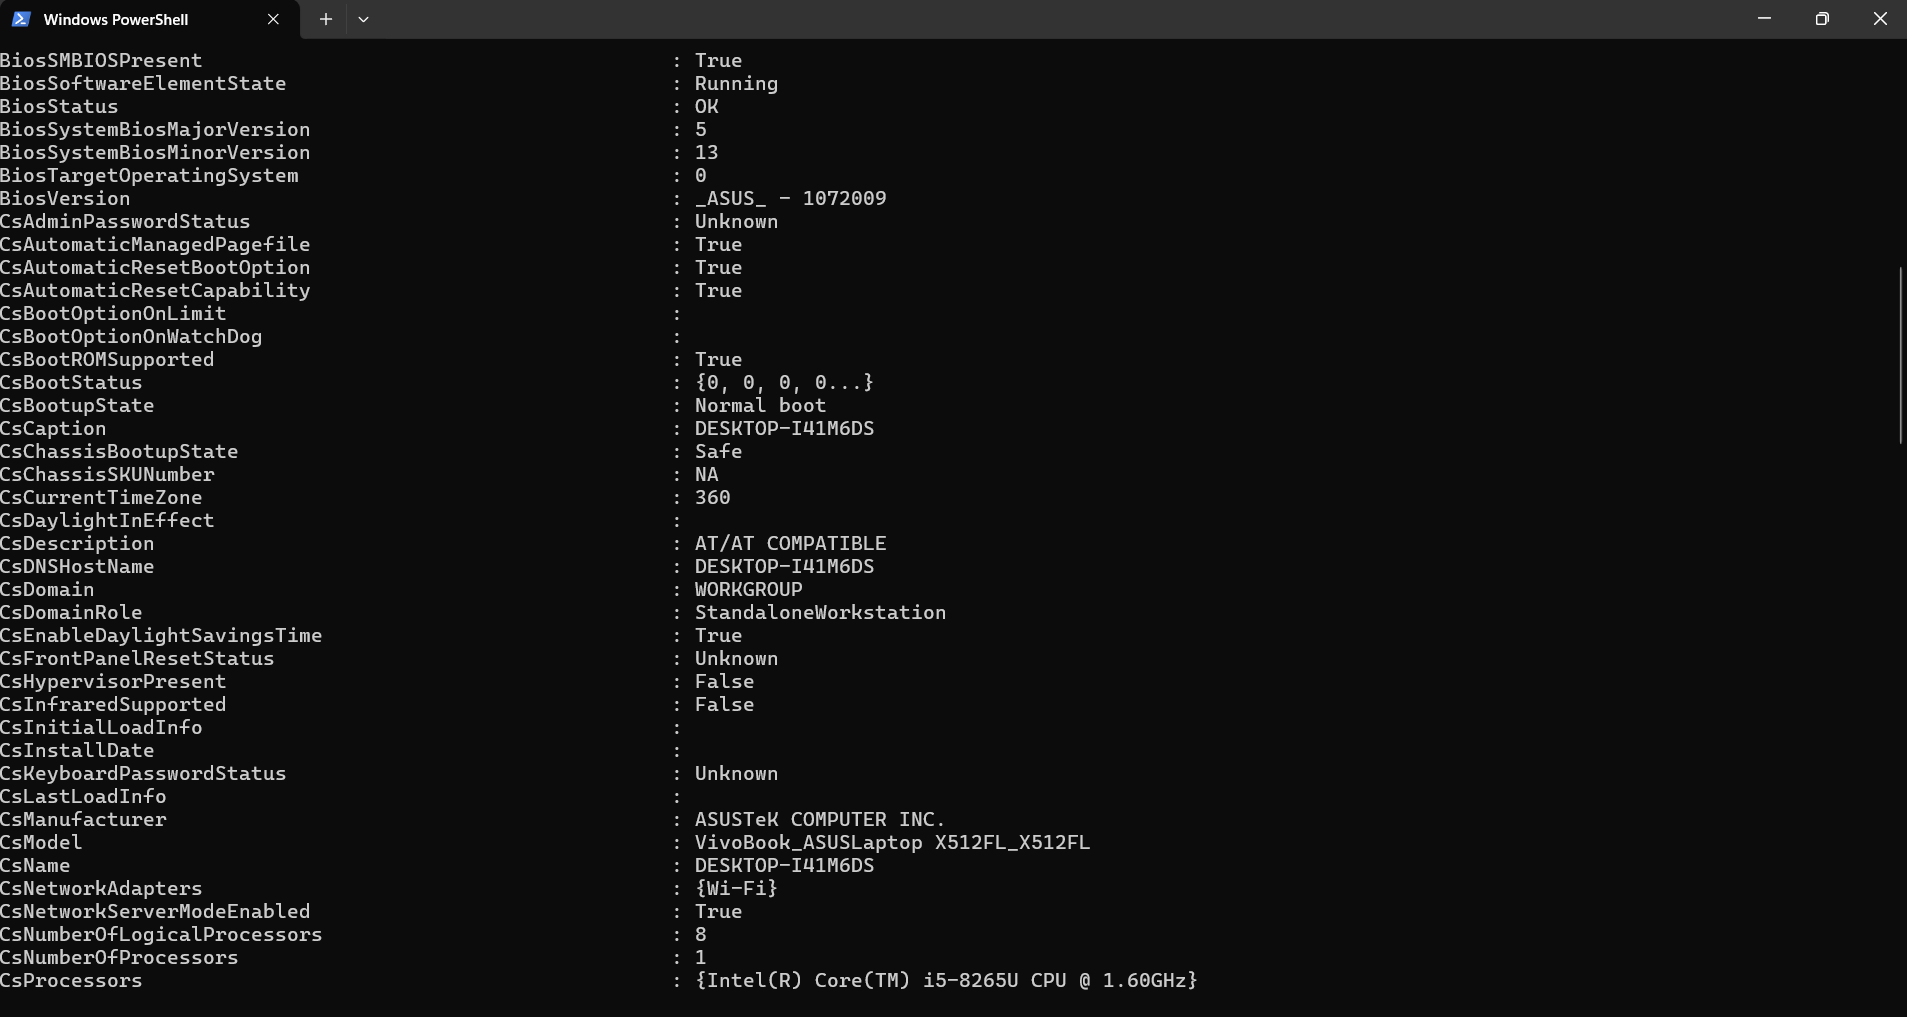 Windows PowerShell
BiosSMBIOSPresent : True
BiosSoftwareElementState : Running
BiosStatus : OK
BiosSystemBiosMajorVersion : 5
BiosSystemBiosMinorVersion : 13
BiosTargetOperatingSystem : 0
BiosVersion : _ASUS_ - 1072009
CsAdminPasswordStatus : Unknown
CsAutomaticManagedPagefile : True
CsAutomaticResetBootOption : True
CsAutomaticResetCapability : True
CsBootOptionOnLimit :
CsBootOptionOnWatchDog :
CsBootROMSupported : True
CsBootStatus : {0, 0, 0, 0...}
CsBootupState : Normal boot
CsCaption : DESKTOP-I41M6DS
CsChassisBootupState : Safe
CsChassisSKUNumber : NA
CsCurrentTimeZone : 360
CsDaylightInEffect :
CsDescription : AT/AT COMPATIBLE
CsDNSHostName : DESKTOP-I41M6DS
CsDomain : WORKGROUP
CsDomainRole : StandaloneWorkstation
CsEnableDaylightSavingsTime : True
CsFrontPanelResetStatus : Unknown
CsHypervisorPresent : False
CsInfraredSupported : False
CsInitialLoadInfo :
CsInstallDate :
CsKeyboardPasswordStatus : Unknown
CsLastLoadInfo :
CsManufacturer : ASUSTeK COMPUTER INC.
CsModel : VivoBook_ASUSLaptop X512FL_X512FL
CsName : DESKTOP-I41M6DS
CsNetworkAdapters : {Wi-Fi}
CsNetworkServerModeEnabled : True
CsNumberOfLogicalProcessors : 8
CsNumberOfProcessors : 1
CsProcessors : {Intel(R) Core(TM) i5-8265U CPU @ 1.60GHz}